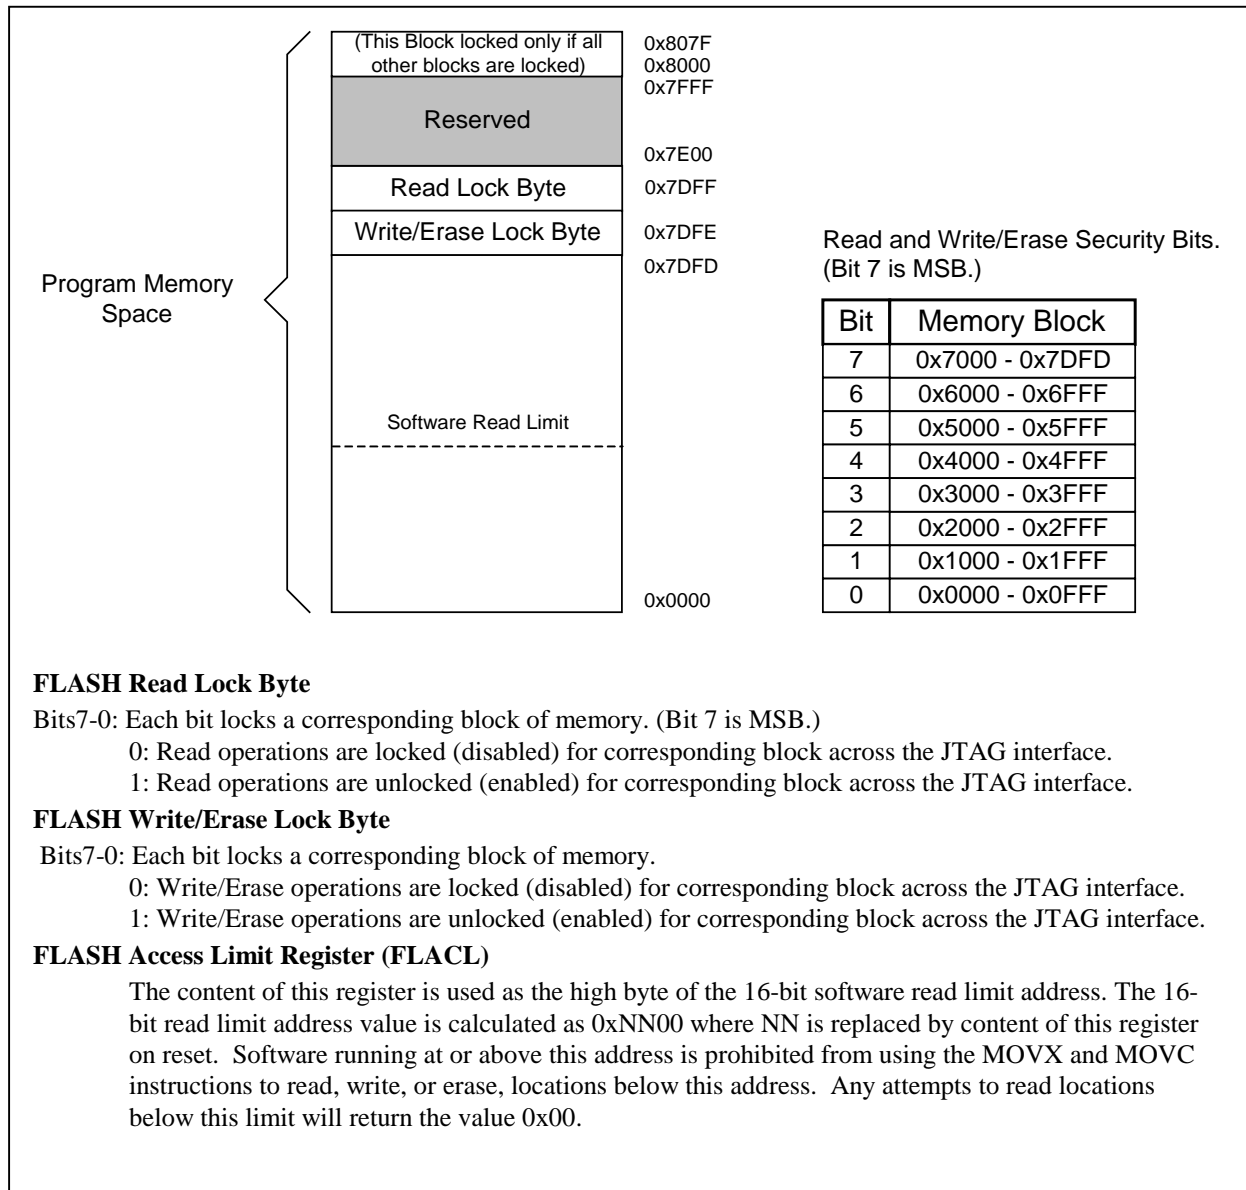 (This Block locked only if all
other blocks are locked)
0x807F
0x8000
0x7FFF
Reserved
0x7E00
Read Lock Byte
0x7DFF
Write/Erase Lock Byte
0x7DFE
0x7DFD
Program Memory
Space
Software Read Limit
0x0000
Read and Write/Erase Security Bits.
(Bit 7 is MSB.)
Bit Memory Block
7 0x7000 - 0x7DFD
6 0x6000 - 0x6FFF
5 0x5000 - 0x5FFF
4 0x4000 - 0x4FFF
3 0x3000 - 0x3FFF
2 0x2000 - 0x2FFF
1 0x1000 - 0x1FFF
0 0x0000 - 0x0FFF
FLASH Read Lock Byte
Bits7-0: Each bit locks a corresponding block of memory. (Bit 7 is MSB.)
0: Read operations are locked (disabled) for corresponding block across the JTAG interface.
1: Read operations are unlocked (enabled) for corresponding block across the JTAG interface.
FLASH Write/Erase Lock Byte
Bits7-0: Each bit locks a corresponding block of memory.
0: Write/Erase operations are locked (disabled) for corresponding block across the JTAG interface.
1: Write/Erase operations are unlocked (enabled) for corresponding block across the JTAG interface.
FLASH Access Limit Register (FLACL)
The content of this register is used as the high byte of the 16-bit software read limit address. The 16-
bit read limit address value is calculated as 0xNN00 where NN is replaced by content of this register
on reset. Software running at or above this address is prohibited from using the MOVX and MOVC
instructions to read, write, or erase, locations below this address. Any attempts to read locations
below this limit will return the value 0x00.